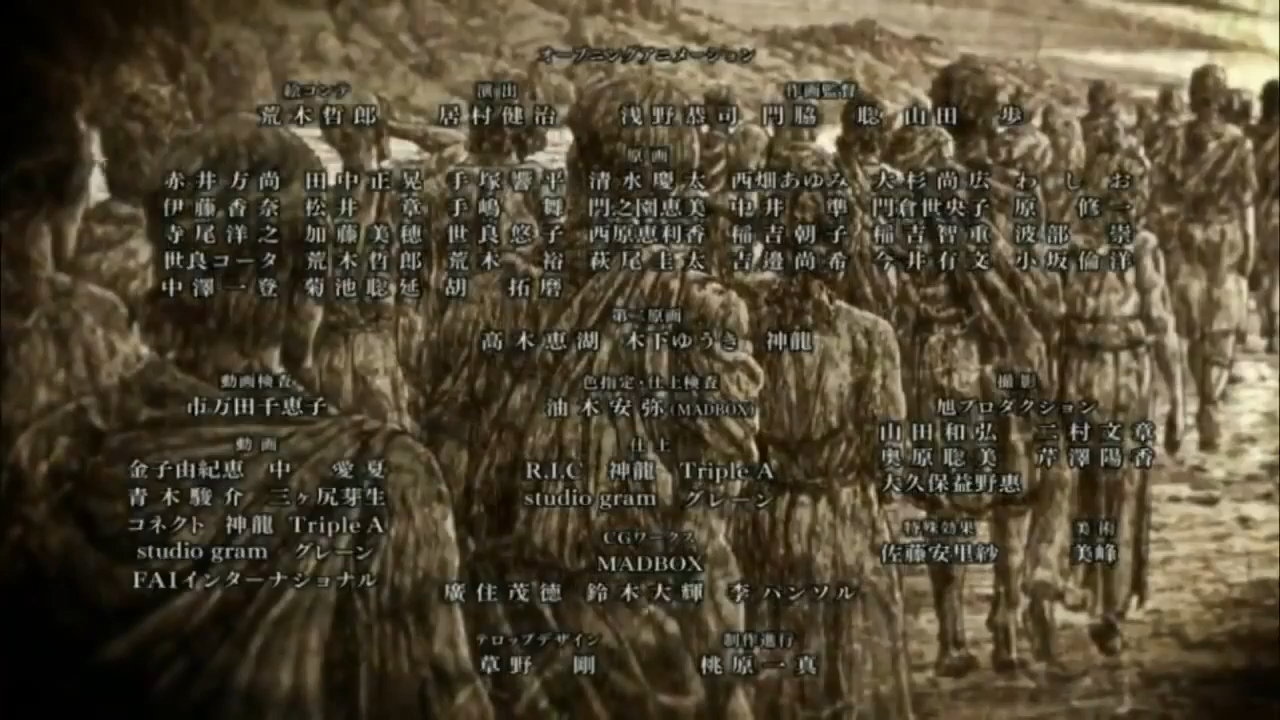 オープニングアニメーション
絵コンテ 演出 作画監督
荒木哲郎 居村健治 浅野恭司 門脇聡 山田歩
原画
赤井方尚 田中正晃 手塚響平 清水慶太 西畑あゆみ 大杉尚広 わしお
伊藤香奈 松井章 手嶋舞 門之園恵美 中井準 門倉世央子 原修一
寺尾洋之 加藤美穂 世良悠子 西原恵利香 稲吉朝子 稲吉智重 波部崇
世良コータ 荒木哲郎 荒木裕 萩尾圭太 吉邉尚希 今井有文 小坂倫洋
中澤一登 菊池聡延 胡拓磨
第二原画
高木恵湖 木下ゆうき 神龍
動画検査 色指定・仕上検査 撮影
市万田千恵子 油木安弥(MADBOX) 旭プロダクション
山田和弘 二村文章
動画 仕上 奥原聡美 芹澤陽香
金子由紀恵 中愛夏 R.I.C 神龍 Triple A 大久保益野惠
青木駿介 三ヶ尻芽生 studio gram グレーン
コネクト 神龍 Triple A CGワークス 特殊効果 美術
studio gram グレーン MADBOX 佐藤安里紗 美峰
FAIインターナショナル 廣住茂徳 鈴木大輝 李ハンソル
テロップデザイン 制作進行
草野剛 桃原一真